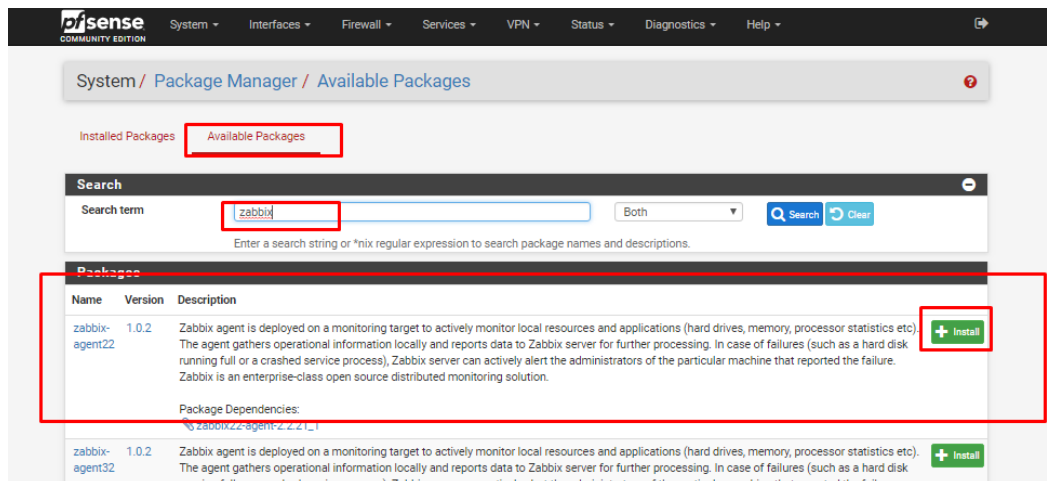 pfsense System Interfaces Firewall Services VPN Status Diagnostics Help
COMMUNITY EDITION
System / Package Manager / Available Packages
Installed Packages Available Packages
Search
Search term zabbix Both Search Clear
Enter a search string or *nix regular expression to search package names and descriptions.
Packages
Name Version Description
zabbix- 1.0.2 Zabbix agent is deployed on a monitoring target to actively monitor local resources and applications (hard drives, memory, processor statistics etc). Install
agent22 The agent gathers operational information locally and reports data to Zabbix server for further processing. In case of failures (such as a hard disk
running full or a crashed service process), Zabbix server can actively alert the administrators of the particular machine that reported the failure.
Zabbix is an enterprise-class open source distributed monitoring solution.
Package Dependencies:
zabbix22-agent-2.2.21_1
zabbix- 1.0.2 Zabbix agent is deployed on a monitoring target to actively monitor local resources and applications (hard drives, memory, processor statistics etc). Install
agent32 The agent gathers operational information locally and reports data to Zabbix server for further processing. In case of failures (such as a hard disk